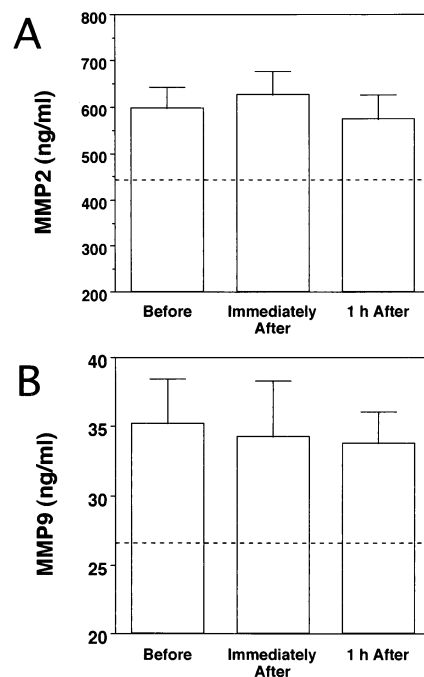 A
MMP2 (ng/ml)
800
700
600
500
400
300
200
Before
Immediately
After
1 h After
B
MMP9 (ng/ml)
40
35
30
25
20
Before
Immediately
After
1 h After